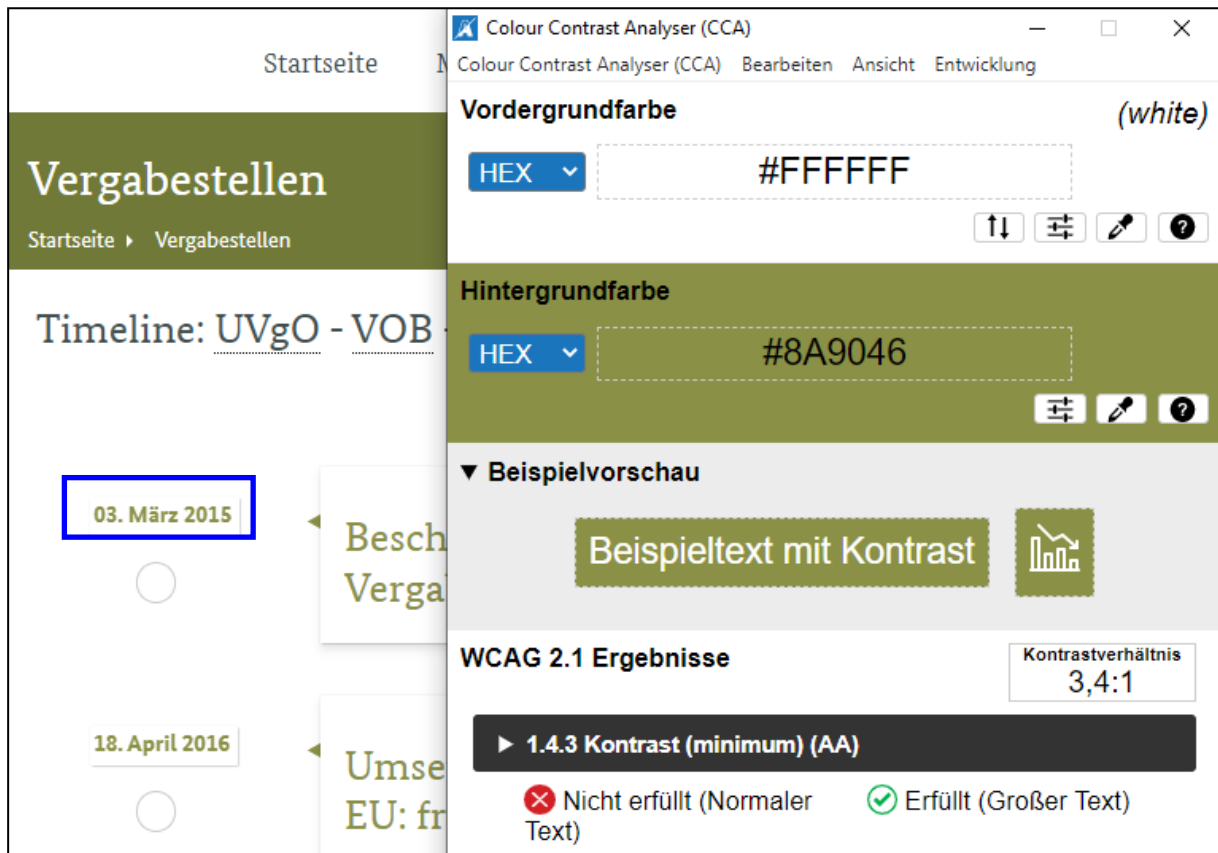 Startseite
Vergabestellen
Startseite Vergabestellen
Timeline: UVgO - VOB -
03. März 2015
Besch
Verga
18. April 2016
Umse
EU: fr
Colour Contrast Analyser (CCA)
Colour Contrast Analyser (CCA) Bearbeiten Ansicht Entwicklung
Vordergrundfarbe (white)
HEX #FFFFFF
Hintergrundfarbe
HEX #8A9046
Beispielvorschau
Beispieltext mit Kontrast
WCAG 2.1 Ergebnisse
Kontrastverhältnis
3,4:1
1.4.3 Kontrast (minimum) (AA)
Nicht erfüllt (Normaler
Text)
Erfüllt (Großer Text)